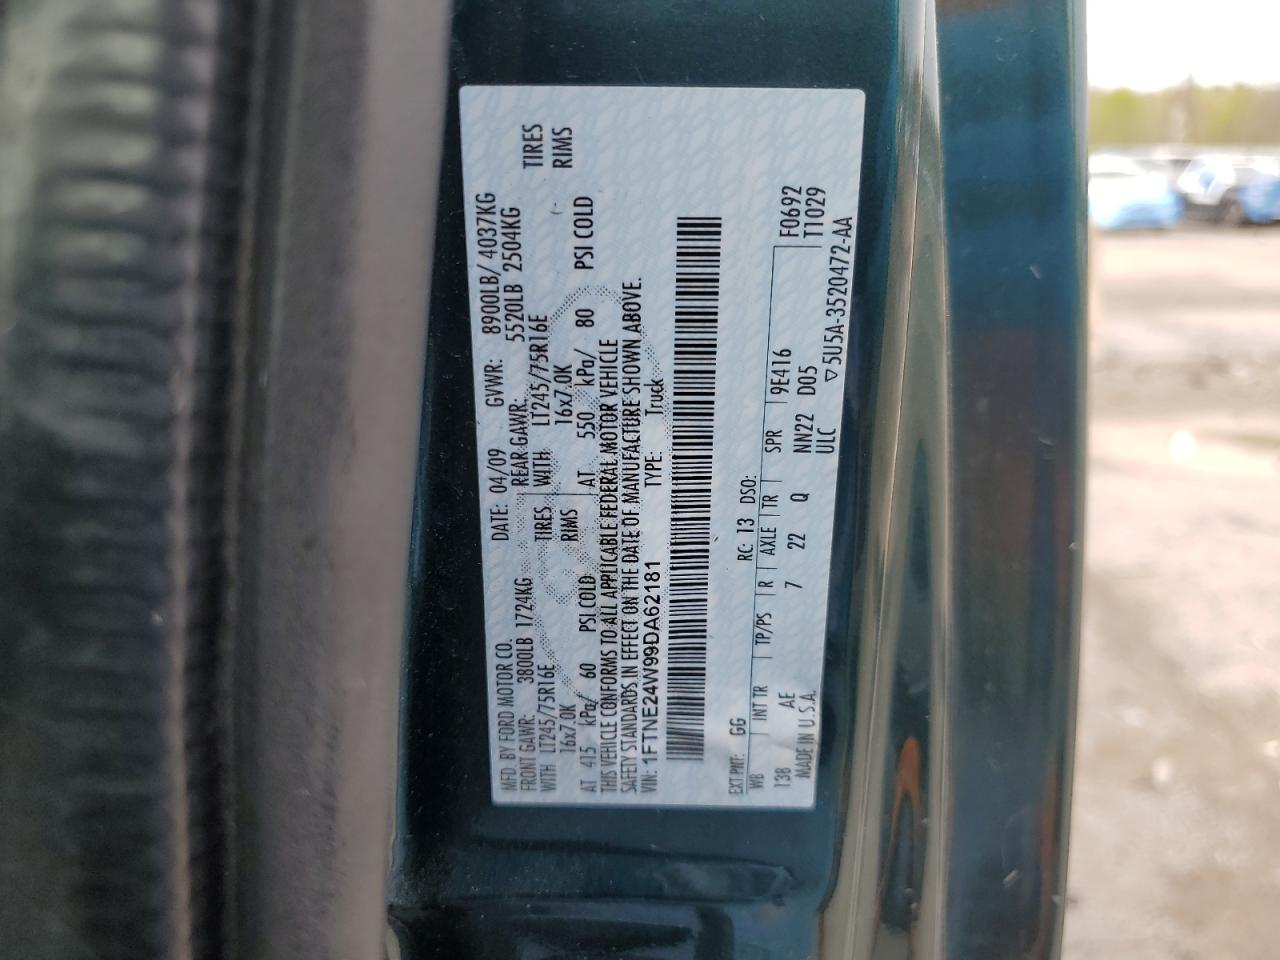 MFD. BY FORD MOTOR CO.
DATE: 04/09 GVWR: 8900LB/ 4037KG
FRONT GAWR: 3800LB 1724KG REAR GAWR: 5520LB 2504KG
WITH LT245/75R16E TIRES WITH LT245/75R16E TIRES
16x7.0K RIMS 16x7.0K RIMS
AT 415 kPa/ 60 PSI COLD AT 550 kPa/ 80 PSI COLD
THIS VEHICLE CONFORMS TO ALL APPLICABLE FEDERAL MOTOR VEHICLE
SAFETY STANDARDS IN EFFECT ON THE DATE OF MANUFACTURE SHOWN ABOVE.
VIN: 1FTNE24W99DA62181 TYPE: Truck
EXT PNT: GG RC: 13 DSO: F0692
WB INT TR TP/PS R AXLE TR SPR 9E416 T1029
138 AE 7 22 Q NN22 D05
MADE IN U.S.A. ULC ▽5U5A-3520472-AA